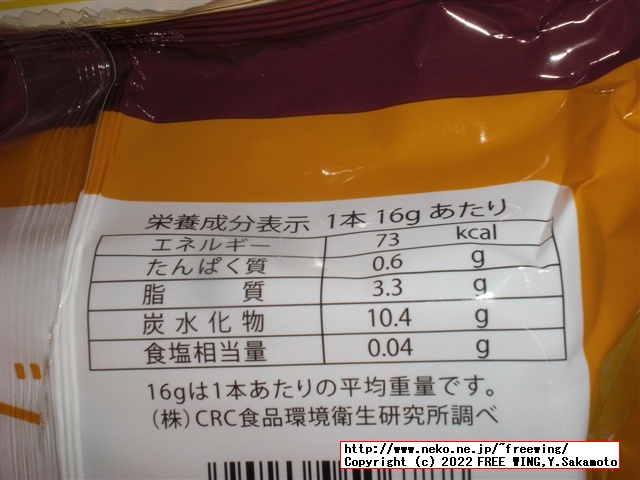 栄養成分表示 1本 16g あたり
エネルギー 73 kcal
たんぱく質 0.6 g
脂 質 3.3 g
炭水化物 10.4 g
食塩相当量 0.04 g
16gは1本あたりの平均重量です。
(株)CRC食品環境衛生研究所調べ
http://www.neko.ne.jp/~freewing/
Copyright (c) 2022 FREE WING,Y.Sakamoto